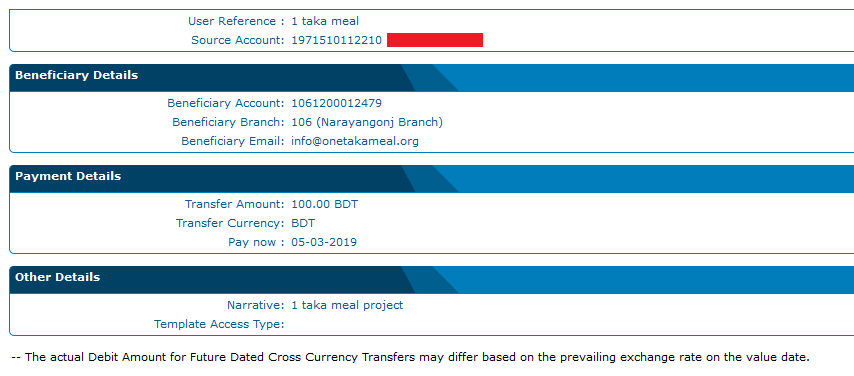 User Reference : 1 taka meal
Source Account: 1971510112210
Beneficiary Details
Beneficiary Account: 1061200012479
Beneficiary Branch: 106 (Narayangonj Branch)
Beneficiary Email: info@onetakameal.org
Payment Details
Transfer Amount: 100.00 BDT
Transfer Currency: BDT
Pay now : 05-03-2019
Other Details
Narrative: 1 taka meal project
Template Access Type:
-- The actual Debit Amount for Future Dated Cross Currency Transfers may differ based on the prevailing exchange rate on the value date.